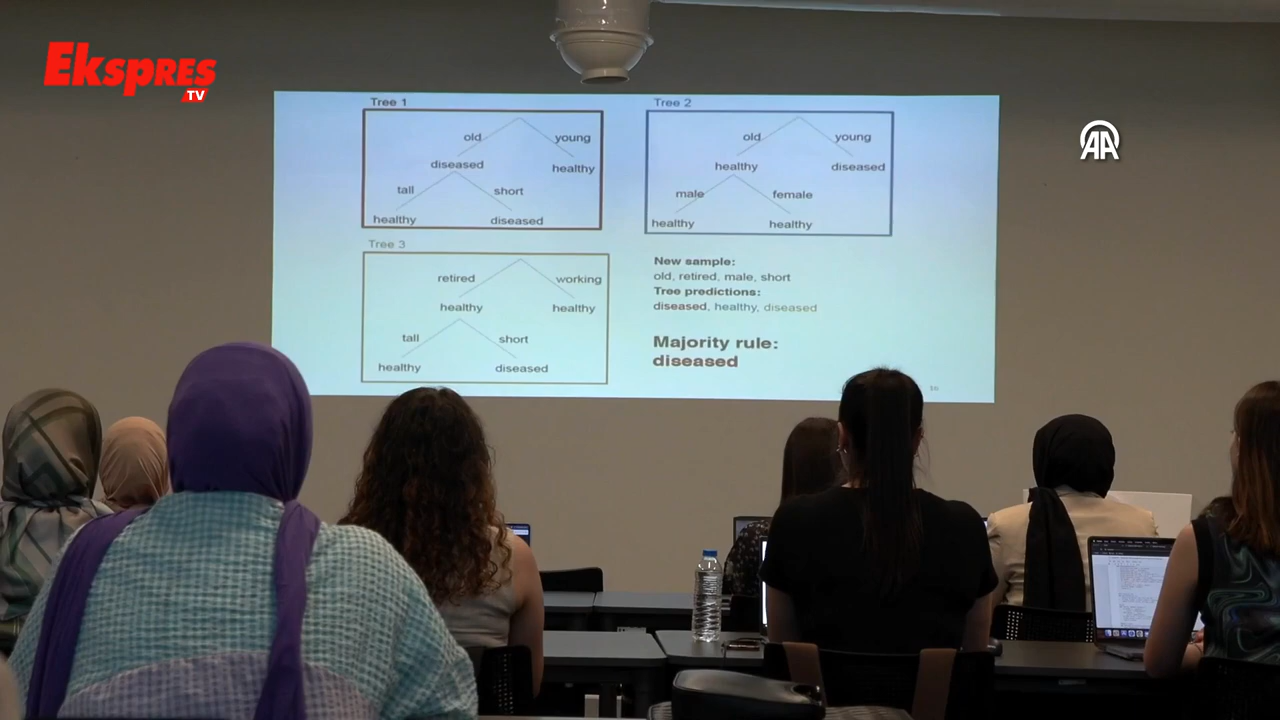 EKSPRES
TV
AA
Tree 1
old young
diseased healthy
tall short
healthy diseased
Tree 2
old young
healthy diseased
male female
healthy healthy
Tree 3
retired working
healthy healthy
tall short
healthy diseased
New sample:
old, retired, male, short
Tree predictions:
diseased, healthy, diseased
Majority rule:
diseased